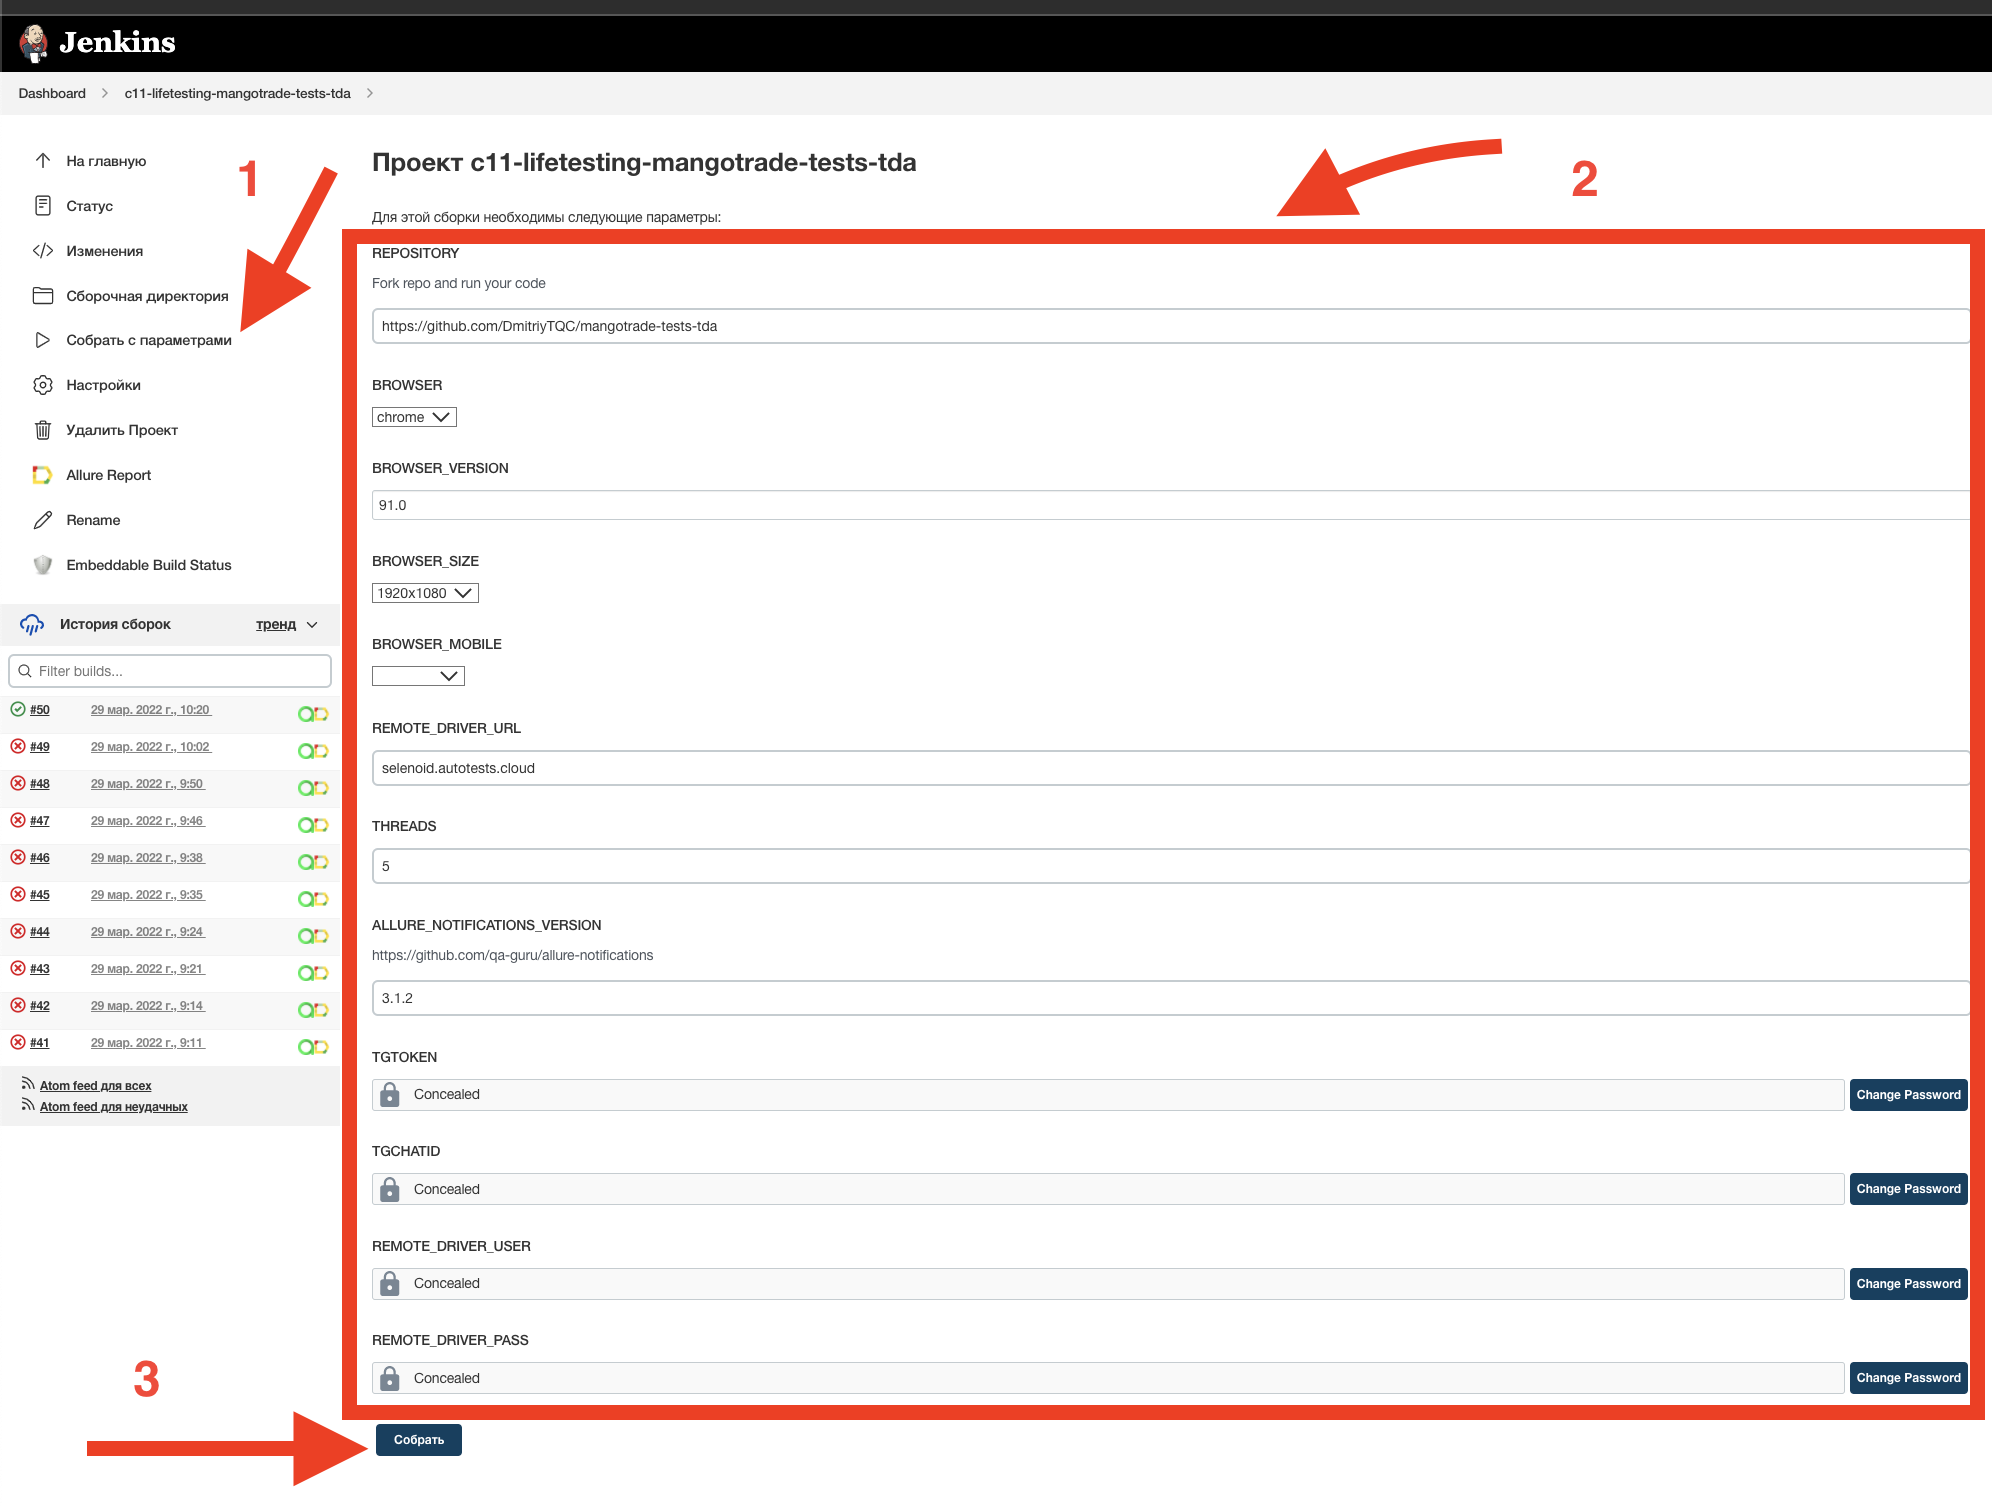 Jenkins
Dashboard
c11-lifetesting-mangotrade-tests-tda
На главную
Статус
Изменения
Сборочная директория
Собрать с параметрами
Настройки
Удалить Проект
Allure Report
Rename
Embeddable Build Status
История сборок тренд
Filter builds...
#50 29 мар. 2022 г., 10:20
#49 29 мар. 2022 г., 10:02
#48 29 мар. 2022 г., 9:50
#47 29 мар. 2022 г., 9:46
#46 29 мар. 2022 г., 9:38
#45 29 мар. 2022 г., 9:35
#44 29 мар. 2022 г., 9:24
#43 29 мар. 2022 г., 9:21
#42 29 мар. 2022 г., 9:14
#41 29 мар. 2022 г., 9:11
Atom feed для всех
Atom feed для неудачных
1
2
3
Проект c11-lifetesting-mangotrade-tests-tda
Для этой сборки необходимы следующие параметры:
REPOSITORY
Fork repo and run your code
https://github.com/DmitriyTQC/mangotrade-tests-tda
BROWSER
chrome
BROWSER_VERSION
91.0
BROWSER_SIZE
1920x1080
BROWSER_MOBILE
REMOTE_DRIVER_URL
selenoid.autotests.cloud
THREADS
5
ALLURE_NOTIFICATIONS_VERSION
https://github.com/qa-guru/allure-notifications
3.1.2
TGTOKEN
Concealed Change Password
TGCHATID
Concealed Change Password
REMOTE_DRIVER_USER
Concealed Change Password
REMOTE_DRIVER_PASS
Concealed Change Password
Собрать